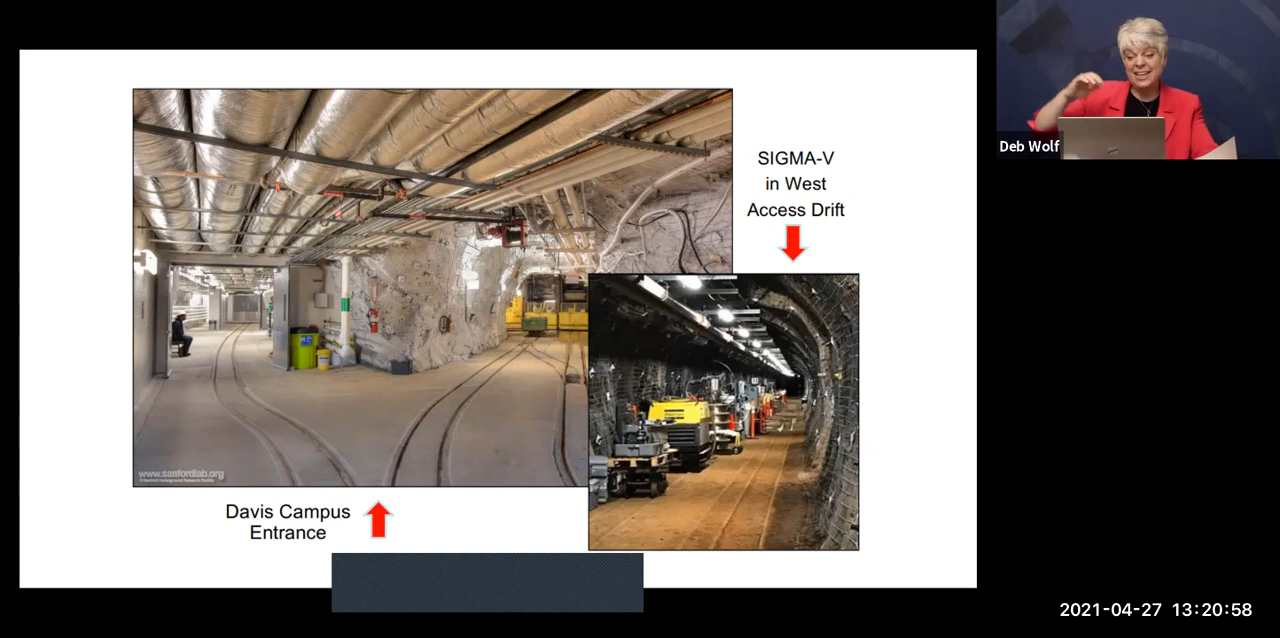 SIGMA-V
in West
Access Drift
Deb Wolf
www.sanfordlab.org
Davis Campus
Entrance
2021-04-27 13:20:58